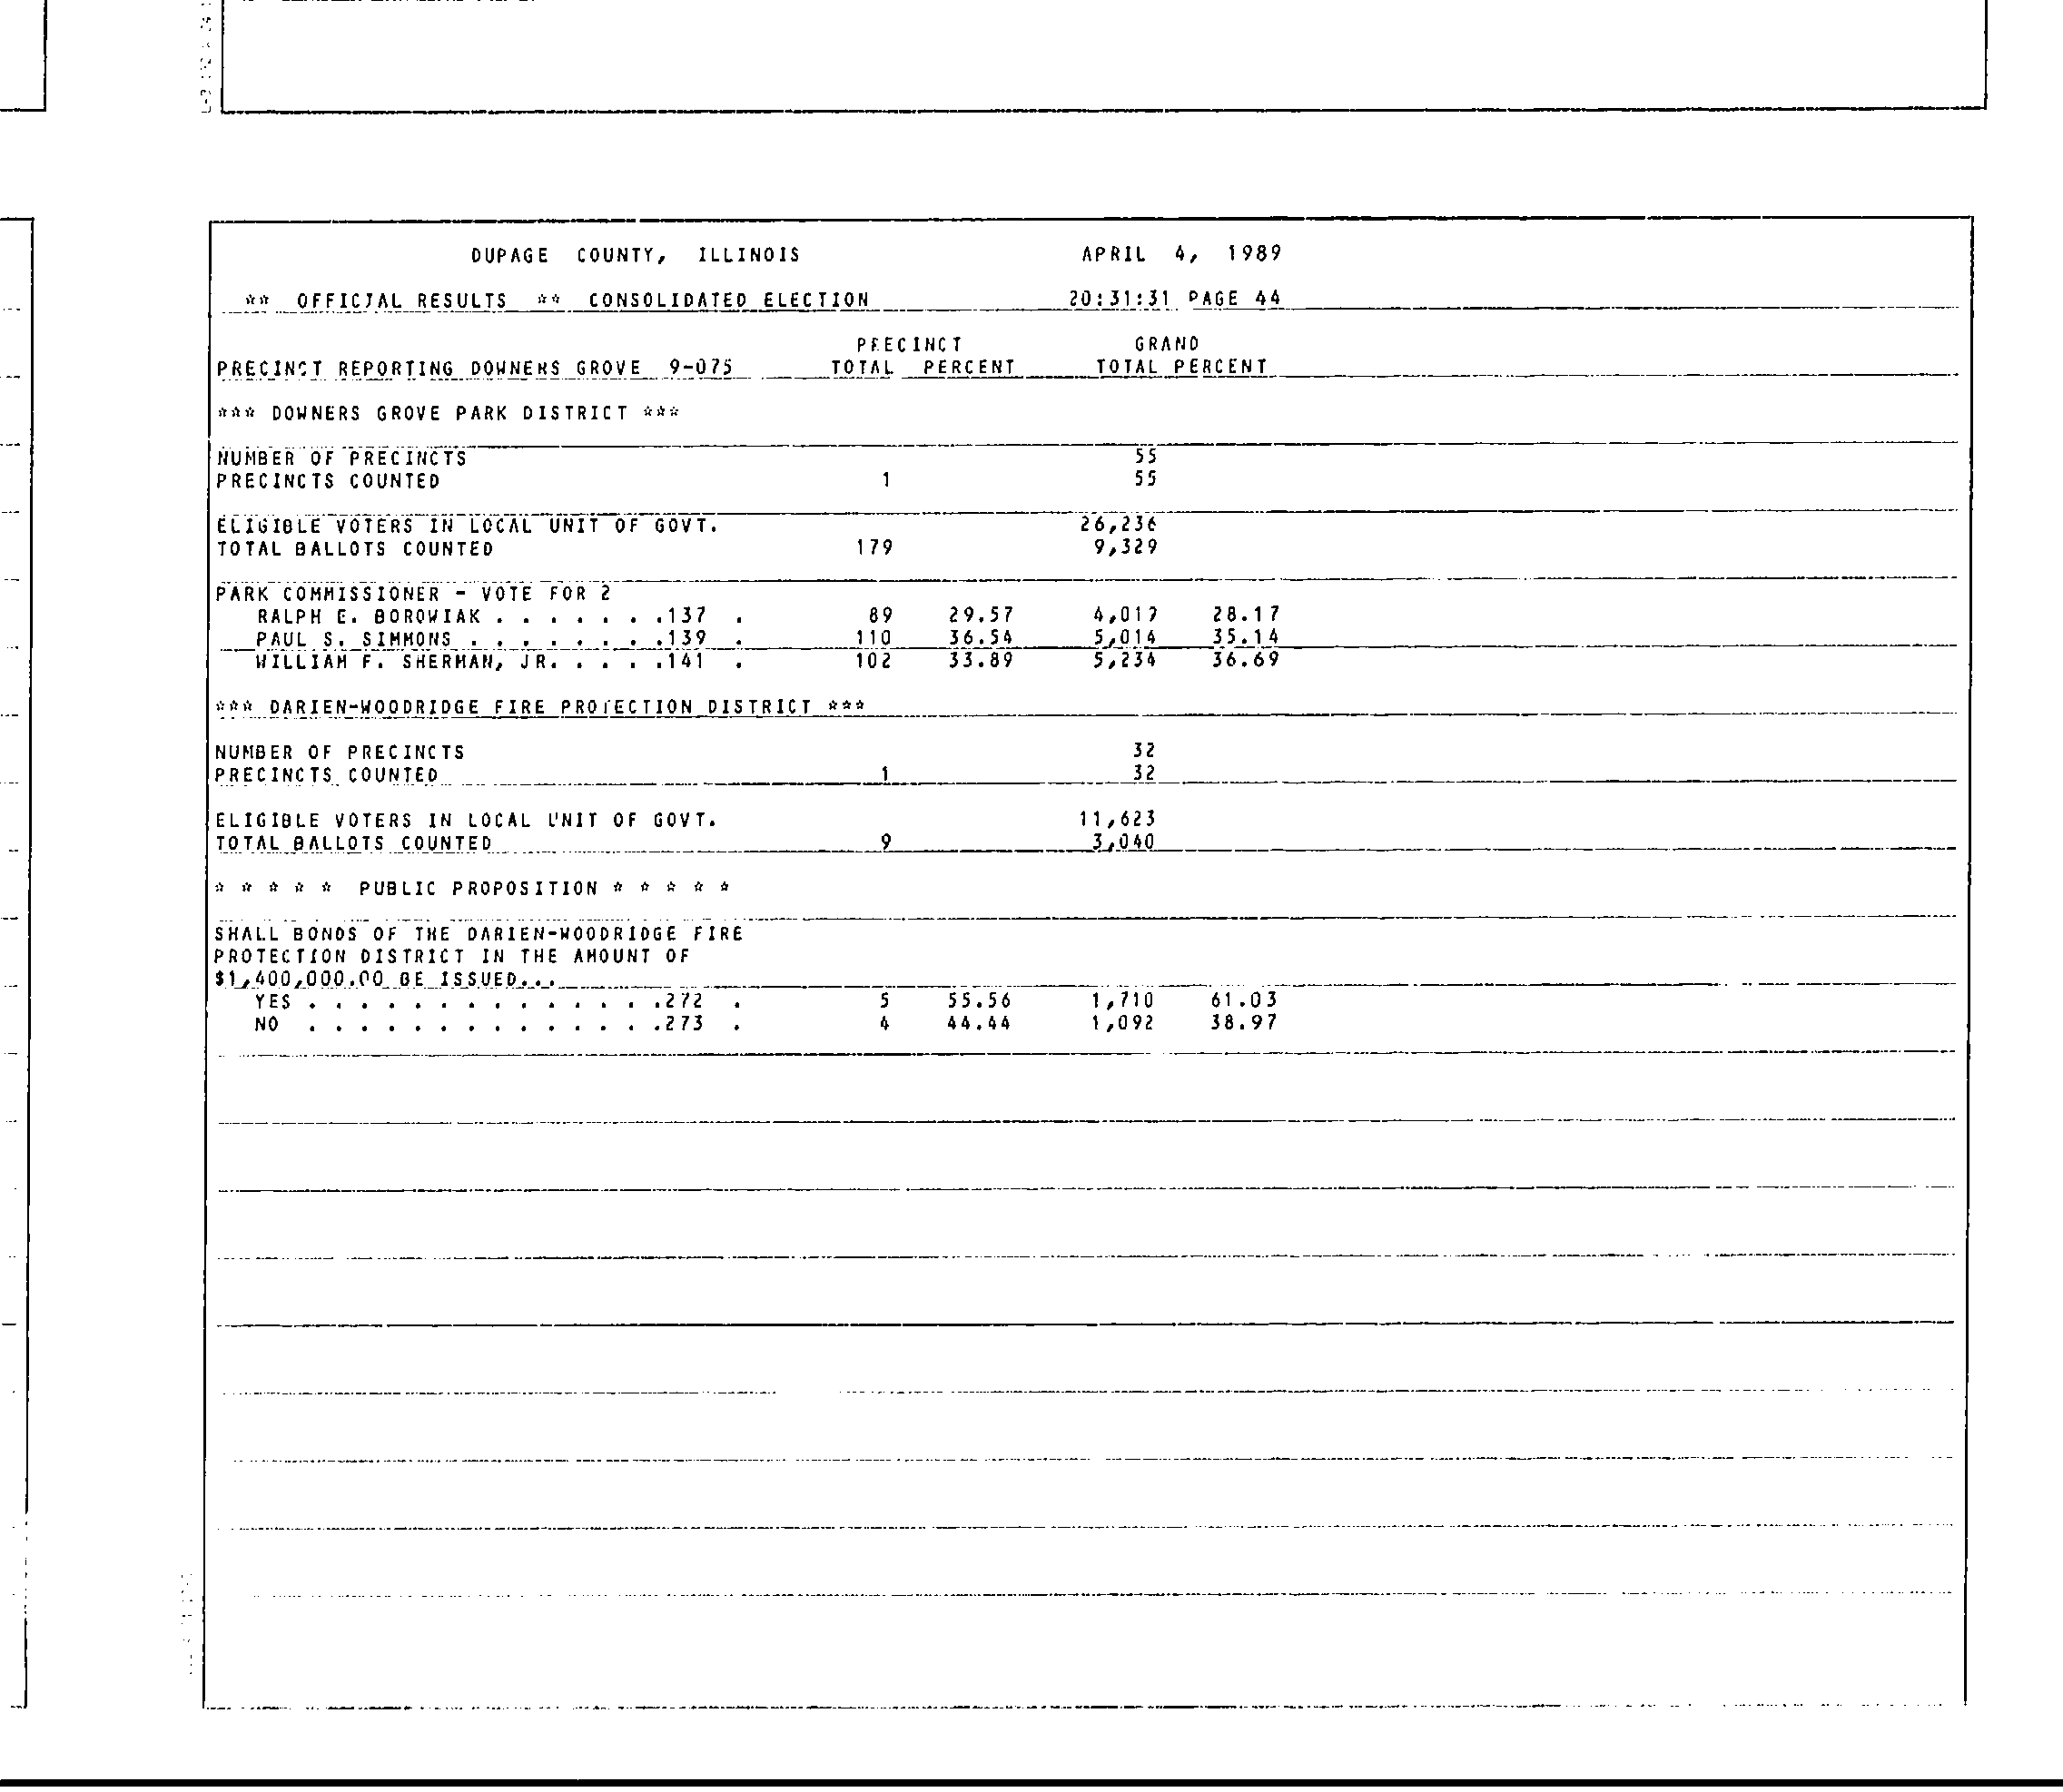 DUPAGE COUNTY, ILLINOIS APRIL 4, 1989
** OFFICIAL RESULTS ** CONSOLIDATED ELECTION 20:31:31 PAGE 44
PRECINCT GRAND
PRECINCT REPORTING DOWNERS GROVE 9-075 TOTAL PERCENT TOTAL PERCENT
*** DOWNERS GROVE PARK DISTRICT ***
NUMBER OF PRECINCTS 55
PRECINCTS COUNTED 1 55
ELIGIBLE VOTERS IN LOCAL UNIT OF GOVT. 26,236
TOTAL BALLOTS COUNTED 179 9,329
PARK COMMISSIONER - VOTE FOR 2
RALPH E. BOROWIAK . . . . . . .137 . 89 29.57 4,019 28.17
PAUL S. SIMMONS . . . . . . . .139 . 110 36.54 5,014 35.14
WILLIAM F. SHERMAN, JR. . . . .141 . 102 33.89 5,234 36.69
*** DARIEN-WOODRIDGE FIRE PROTECTION DISTRICT ***
NUMBER OF PRECINCTS 32
PRECINCTS COUNTED 1 32
ELIGIBLE VOTERS IN LOCAL UNIT OF GOVT. 11,623
TOTAL BALLOTS COUNTED 9 3,040
* * * * * PUBLIC PROPOSITION * * * * *
SHALL BONDS OF THE DARIEN-WOODRIDGE FIRE
PROTECTION DISTRICT IN THE AMOUNT OF
$1,400,000.00 BE ISSUED...
YES . . . . . . . . . . . . . .272 . 5 55.56 1,710 61.03
NO . . . . . . . . . . . . . .273 . 4 44.44 1,092 38.97